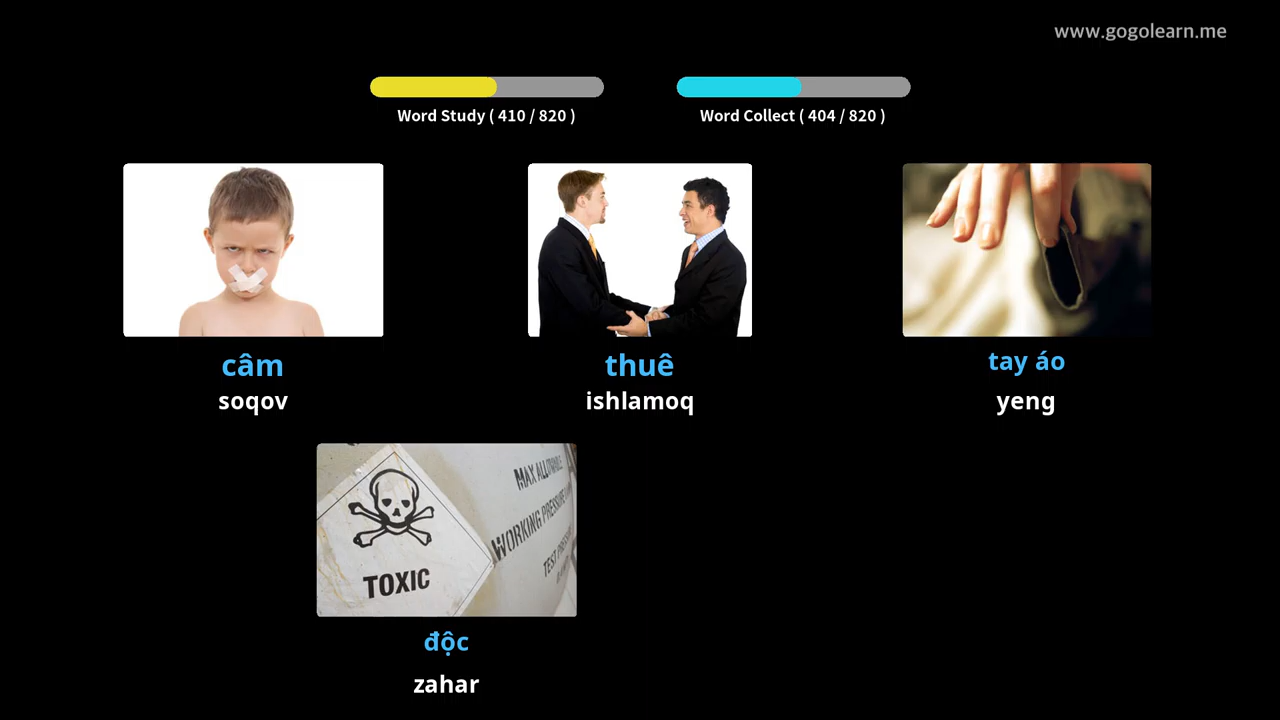 www.gogolearn.me
Word Study ( 410 / 820 )
Word Collect ( 404 / 820 )
câm
soqov
thuê
ishlamoq
tay áo
yeng
TOXIC
MAX ALLOWABLE
WORKING PRESSURE
độc
zahar